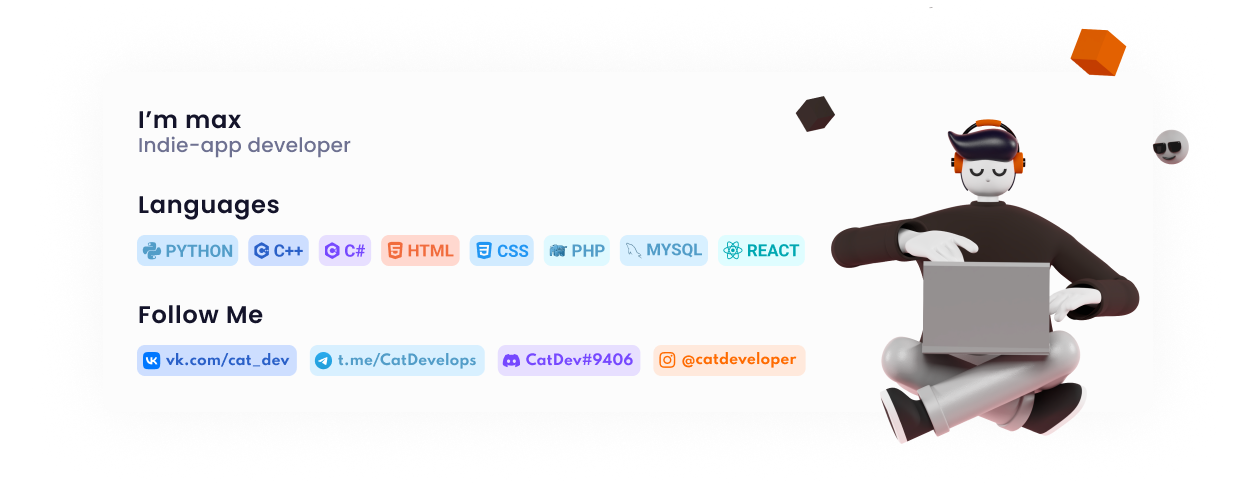 I'm max
Indie-app developer
Languages
PYTHON C++ C# HTML CSS PHP MYSQL REACT
Follow Me
vk.com/cat_dev t.me/CatDevelops CatDev#9406 @catdeveloper